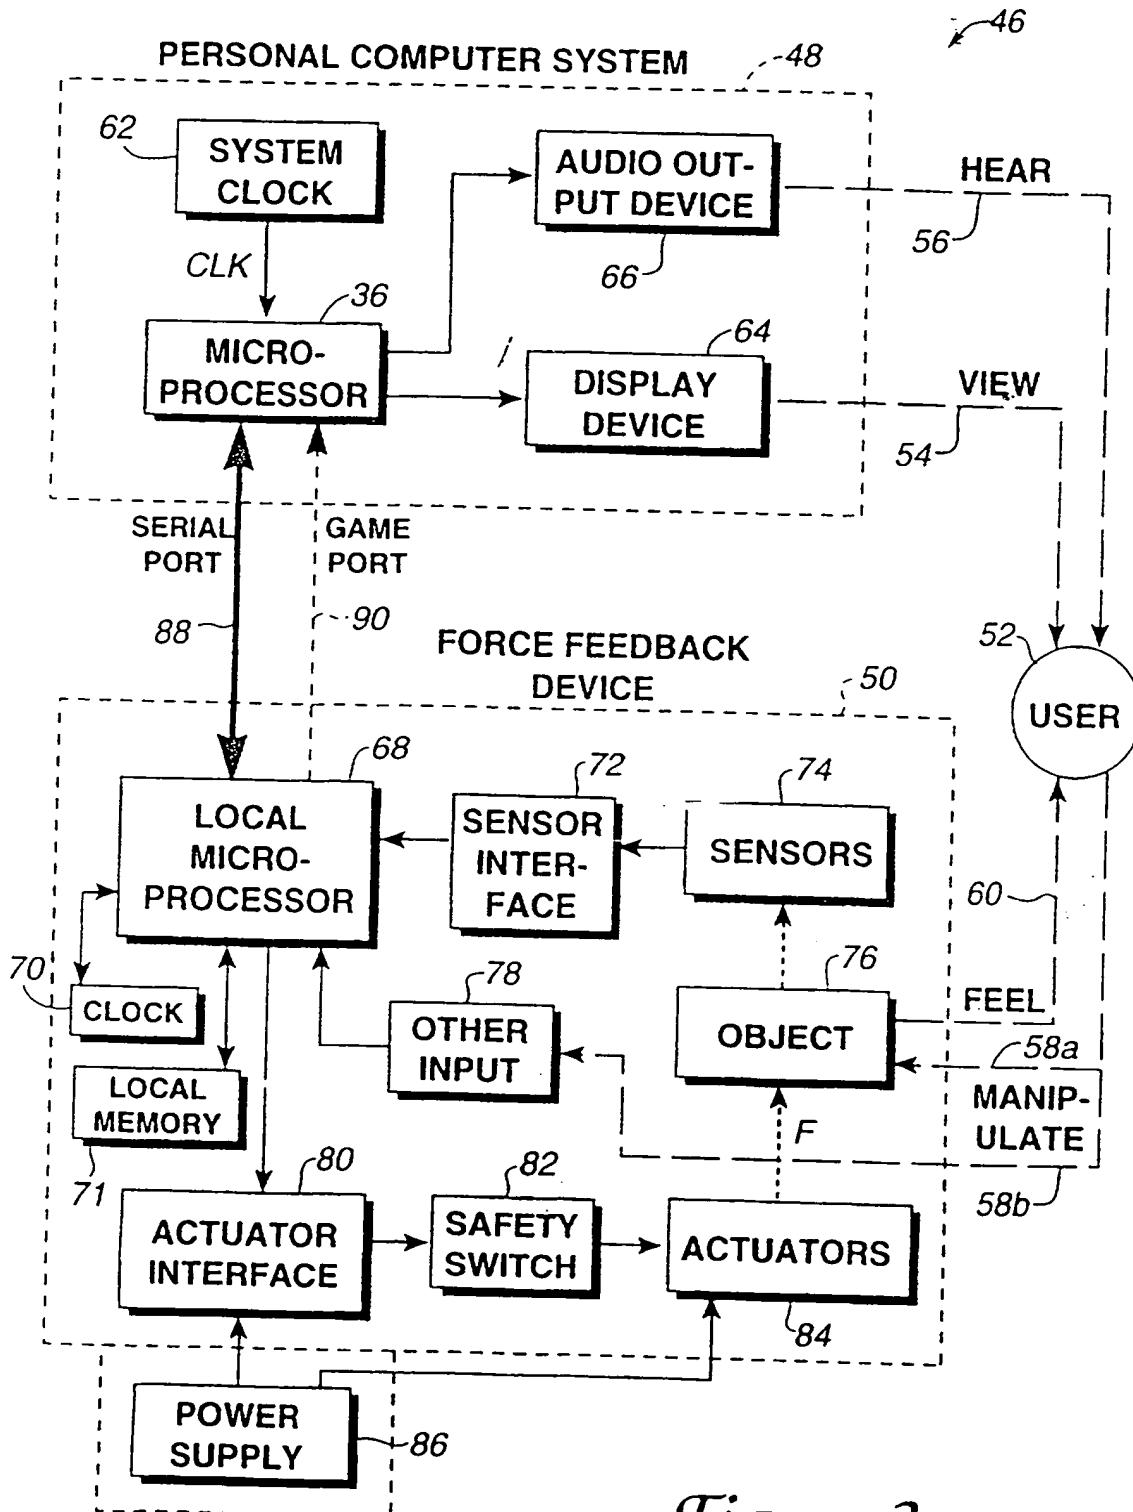 46
PERSONAL COMPUTER SYSTEM
48
62
SYSTEM
CLOCK
AUDIO OUT-
PUT DEVICE
HEAR
56
CLK
66
36
MICRO-
PROCESSOR
64
DISPLAY
DEVICE
VIEW
54
SERIAL
PORT
GAME
PORT
88
90
FORCE FEEDBACK
DEVICE
50
52
USER
68
LOCAL
MICRO-
PROCESSOR
72
SENSOR
INTER-
FACE
74
SENSORS
60
70
CLOCK
78
OTHER
INPUT
76
OBJECT
FEEL
58a
MANIP-
ULATE
58b
LOCAL
MEMORY
71
F
80
ACTUATOR
INTERFACE
82
SAFETY
SWITCH
ACTUATORS
84
POWER
SUPPLY
86